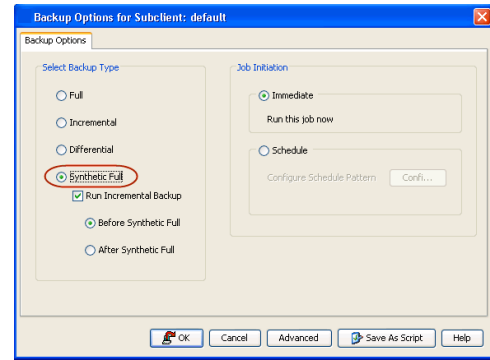 Backup Options for Subclient: default
Backup Options
Select Backup Type
Full
Incremental
Differential
Synthetic Full
Run Incremental Backup
Before Synthetic Full
After Synthetic Full
Job Initiation
Immediate
Run this job now
Schedule
Configure Schedule Pattern
Confi...
OK
Cancel
Advanced
Save As Script
Help